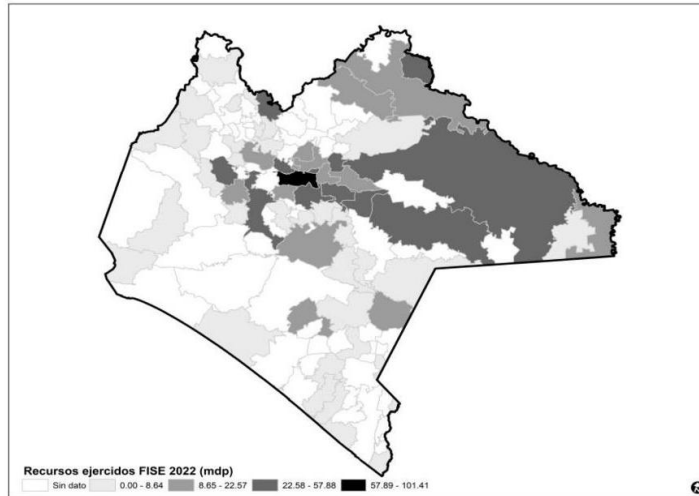 Recursos ejercidos FISE 2022 (mdp)
Sin dato 0.00 - 8.64 8.65 - 22.57 22.58 - 57.88 57.89 - 101.41